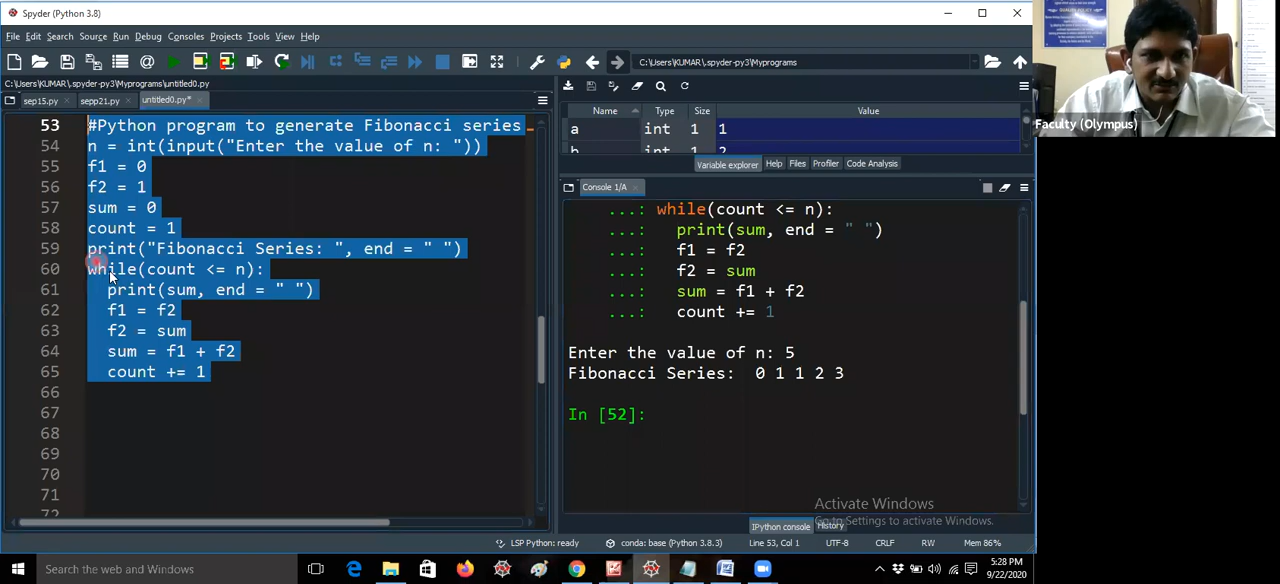 Spyder (Python 3.8)
File Edit Search Source Run Debug Consoles Projects Tools View Help
C:\Users\KUMAR\.spyder-py3\Myprograms
C:\Users\KUMAR\.spyder-py3\Myprograms\untitled0.py
sep15.py sepp21.py untitled0.py*
53 #Python program to generate Fibonacci series
54 n = int(input("Enter the value of n: "))
55 f1 = 0
56 f2 = 1
57 sum = 0
58 count = 1
59 print("Fibonacci Series: ", end = " ")
60 while(count <= n):
61 print(sum, end = " ")
62 f1 = f2
63 f2 = sum
64 sum = f1 + f2
65 count += 1
66
67
68
69
70
71
72
Name Type Size Value
a int 1 1
b int 1 2
Variable explorer Help Files Profiler Code Analysis
Console 1/A
...: while(count <= n):
...: print(sum, end = " ")
...: f1 = f2
...: f2 = sum
...: sum = f1 + f2
...: count += 1
Enter the value of n: 5
Fibonacci Series: 0 1 1 2 3
In [52]:
Activate Windows
Go to Settings to activate Windows.
IPython console History
LSP Python: ready conda: base (Python 3.8.3) Line 53, Col 1 UTF-8 CRLF RW Mem 86%
Type here to search
5:28 PM
9/22/2020
Faculty (Olympus)